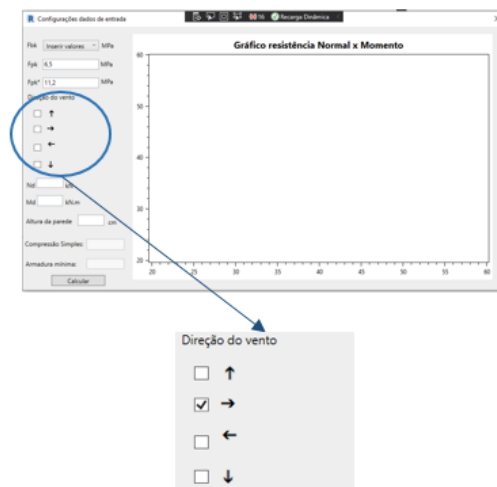 R Configurações dados de entrada
16 Recarga Dinâmica
Fbk Inserir valores MPa
Fpk 6,5 MPa
Fpk* 11,2 MPa
Direção do vento
↑
→
←
↓
Nd kN
Md kN.m
Altura da parede cm
Compressão Simples:
Armadura mínima:
Calcular
Gráfico resistência Normal x Momento
60
50
40
30
20
20 25 30 35 40 45 50 55 60
Direção do vento
↑
→
←
↓